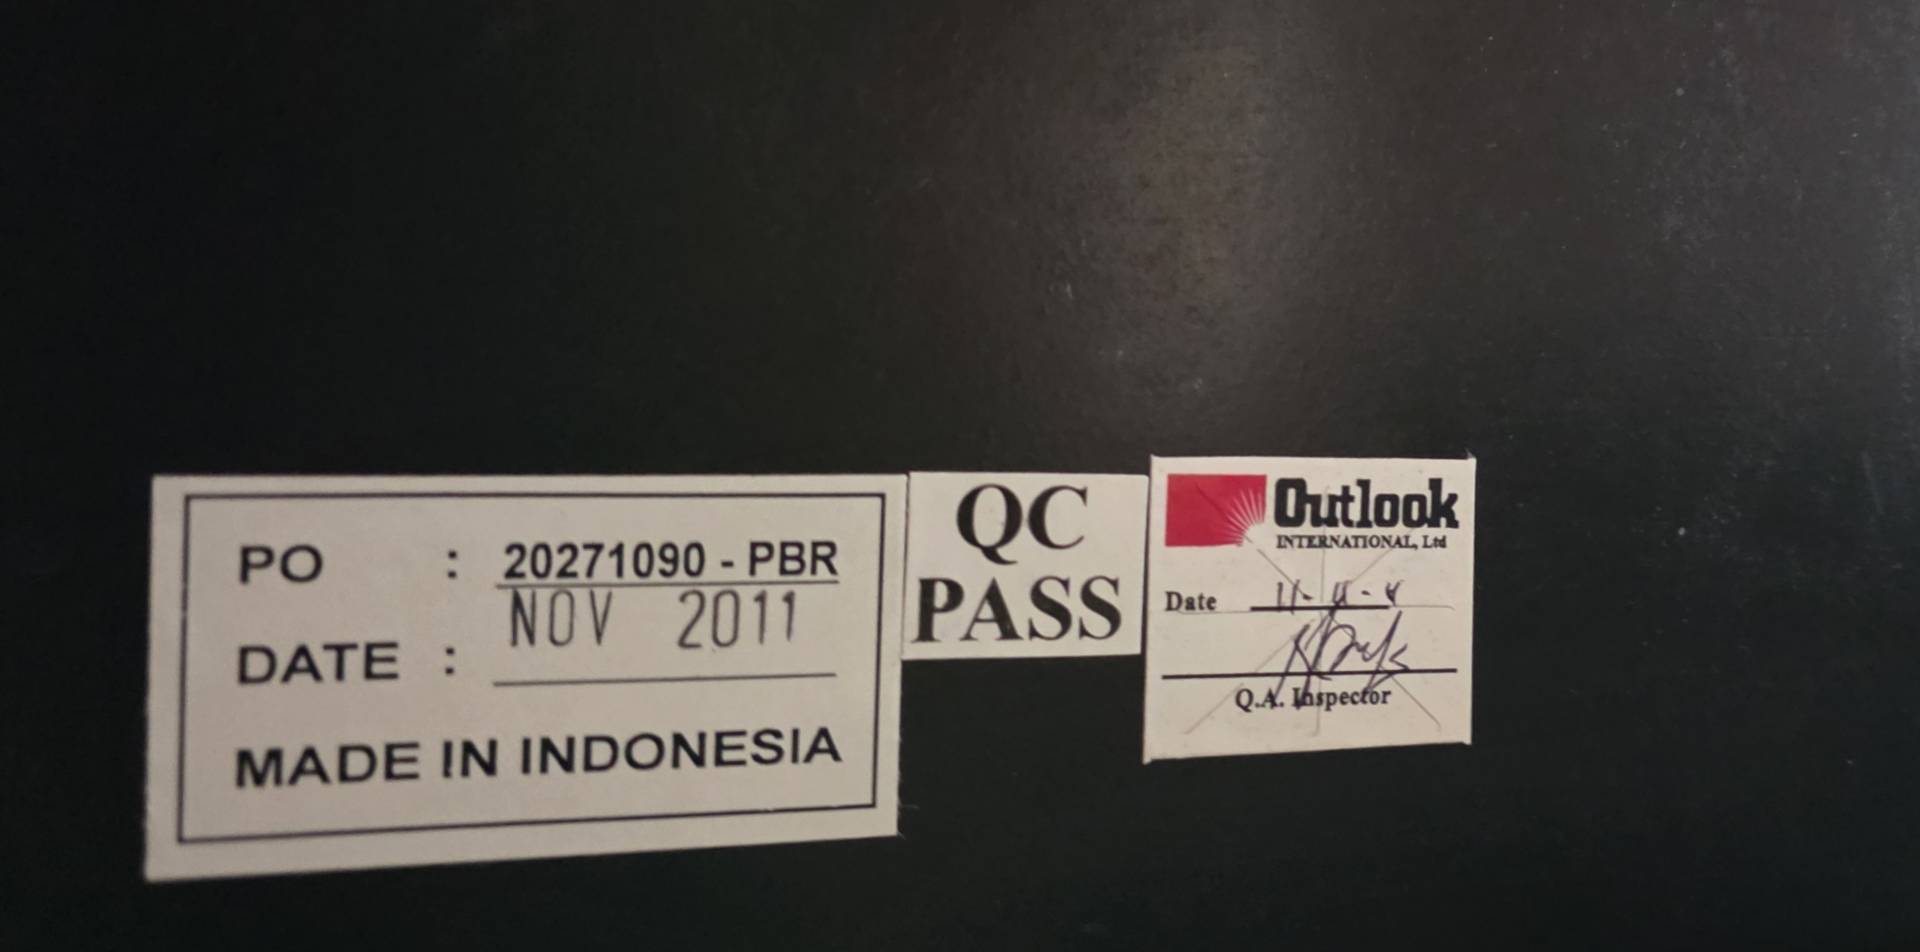 PO : 20271090 - PBR
DATE : NOV 2011
MADE IN INDONESIA
QC
PASS
Outlook
INTERNATIONAL, Ltd
Date
Q.A. Inspector